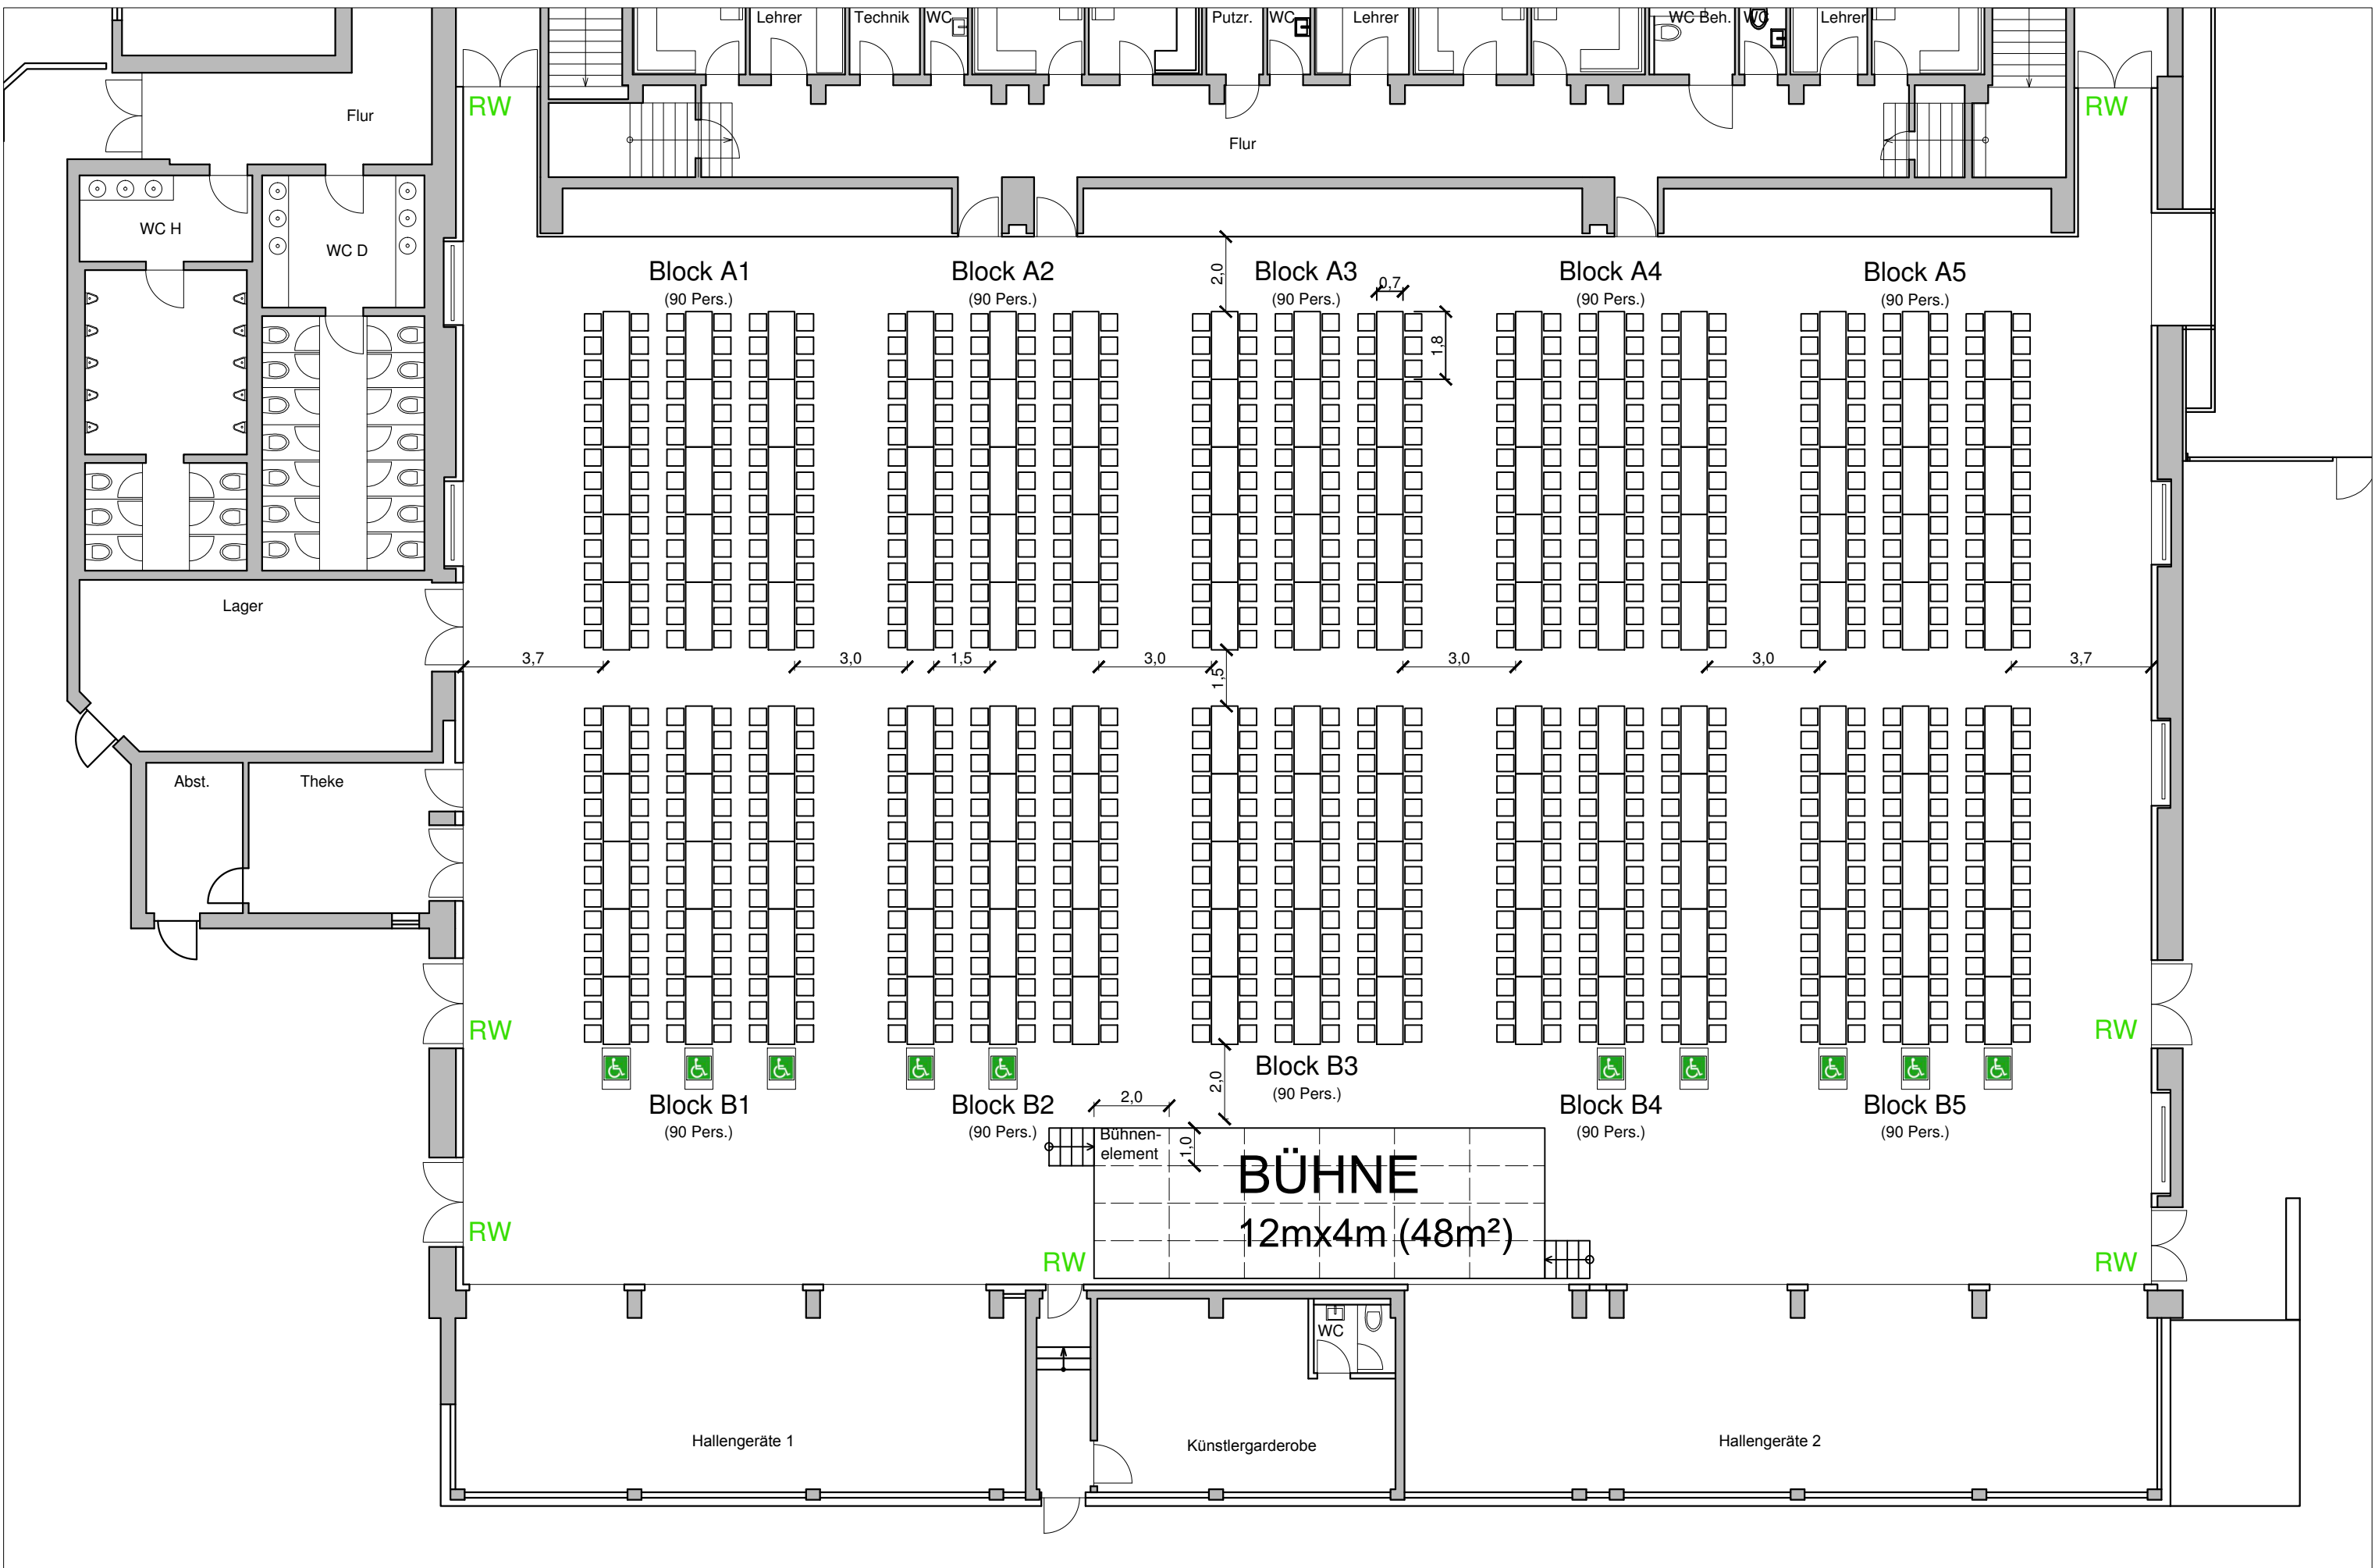 Lehrer
Technik
WC
Putzr.
WC
Lehrer
WC Beh.
WC
Lehrer
RW
RW
Flur
Flur
WC H
WC D
Block A1
(90 Pers.)
Block A2
(90 Pers.)
2,0
Block A3
(90 Pers.)
0,7
1,8
Block A4
(90 Pers.)
Block A5
(90 Pers.)
Lager
3,7
3,0
1,5
3,0
1,5
3,0
3,0
3,7
Abst.
Theke
RW
RW
Block B1
(90 Pers.)
Block B2
(90 Pers.)
2,0
Block B3
(90 Pers.)
Block B4
(90 Pers.)
Block B5
(90 Pers.)
2,0
Bühnen-
element
1,0
BÜHNE
12mx4m (48m²)
RW
RW
RW
WC
Hallengeräte 1
Künstlergarderobe
Hallengeräte 2